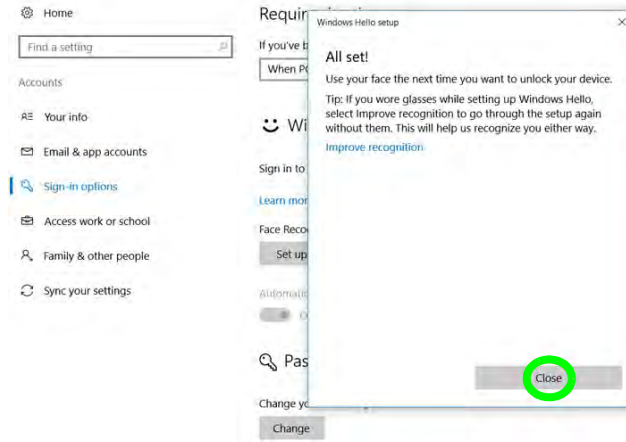 Home
Find a setting
Accounts
Your info
Email & app accounts
Sign-in options
Access work or school
Family & other people
Sync your settings
If you've b
When PC
Wi
Sign in to
Learn mor
Face Reco
Set up
Automatic
Pas
Change yo
Change
Windows Hello setup
All set!
Use your face the next time you want to unlock your device.
Tip: If you wore glasses while setting up Windows Hello,
select Improve recognition to go through the setup again
without them. This will help us recognize you either way.
Improve recognition
Close